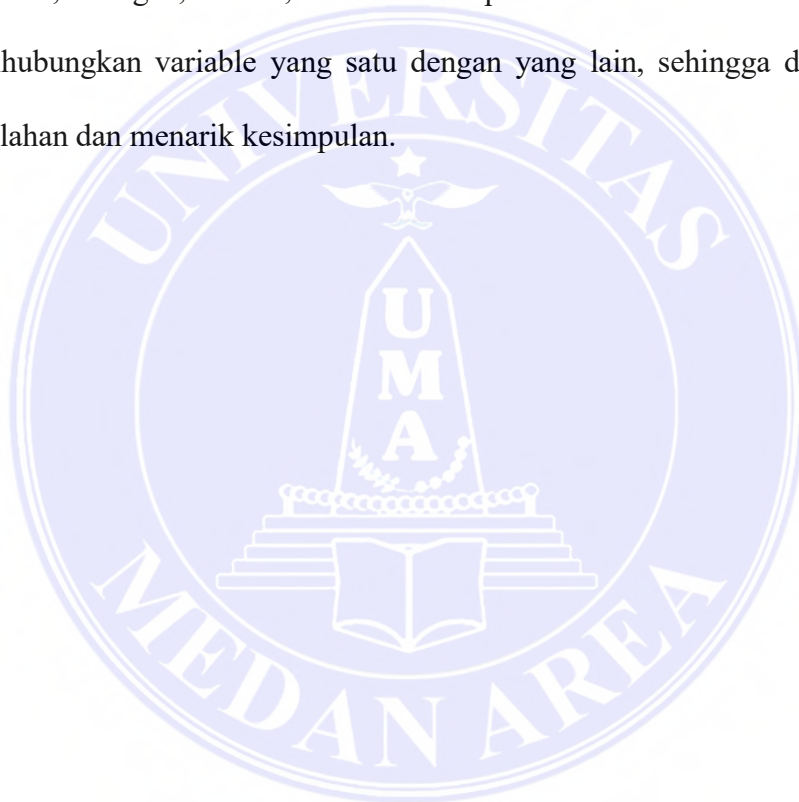 hubungkan variable yang satu dengan yang lain, sehingga d
lahan dan menarik kesimpulan.
UNIVERSITAS
UMA
MEDAN AREA